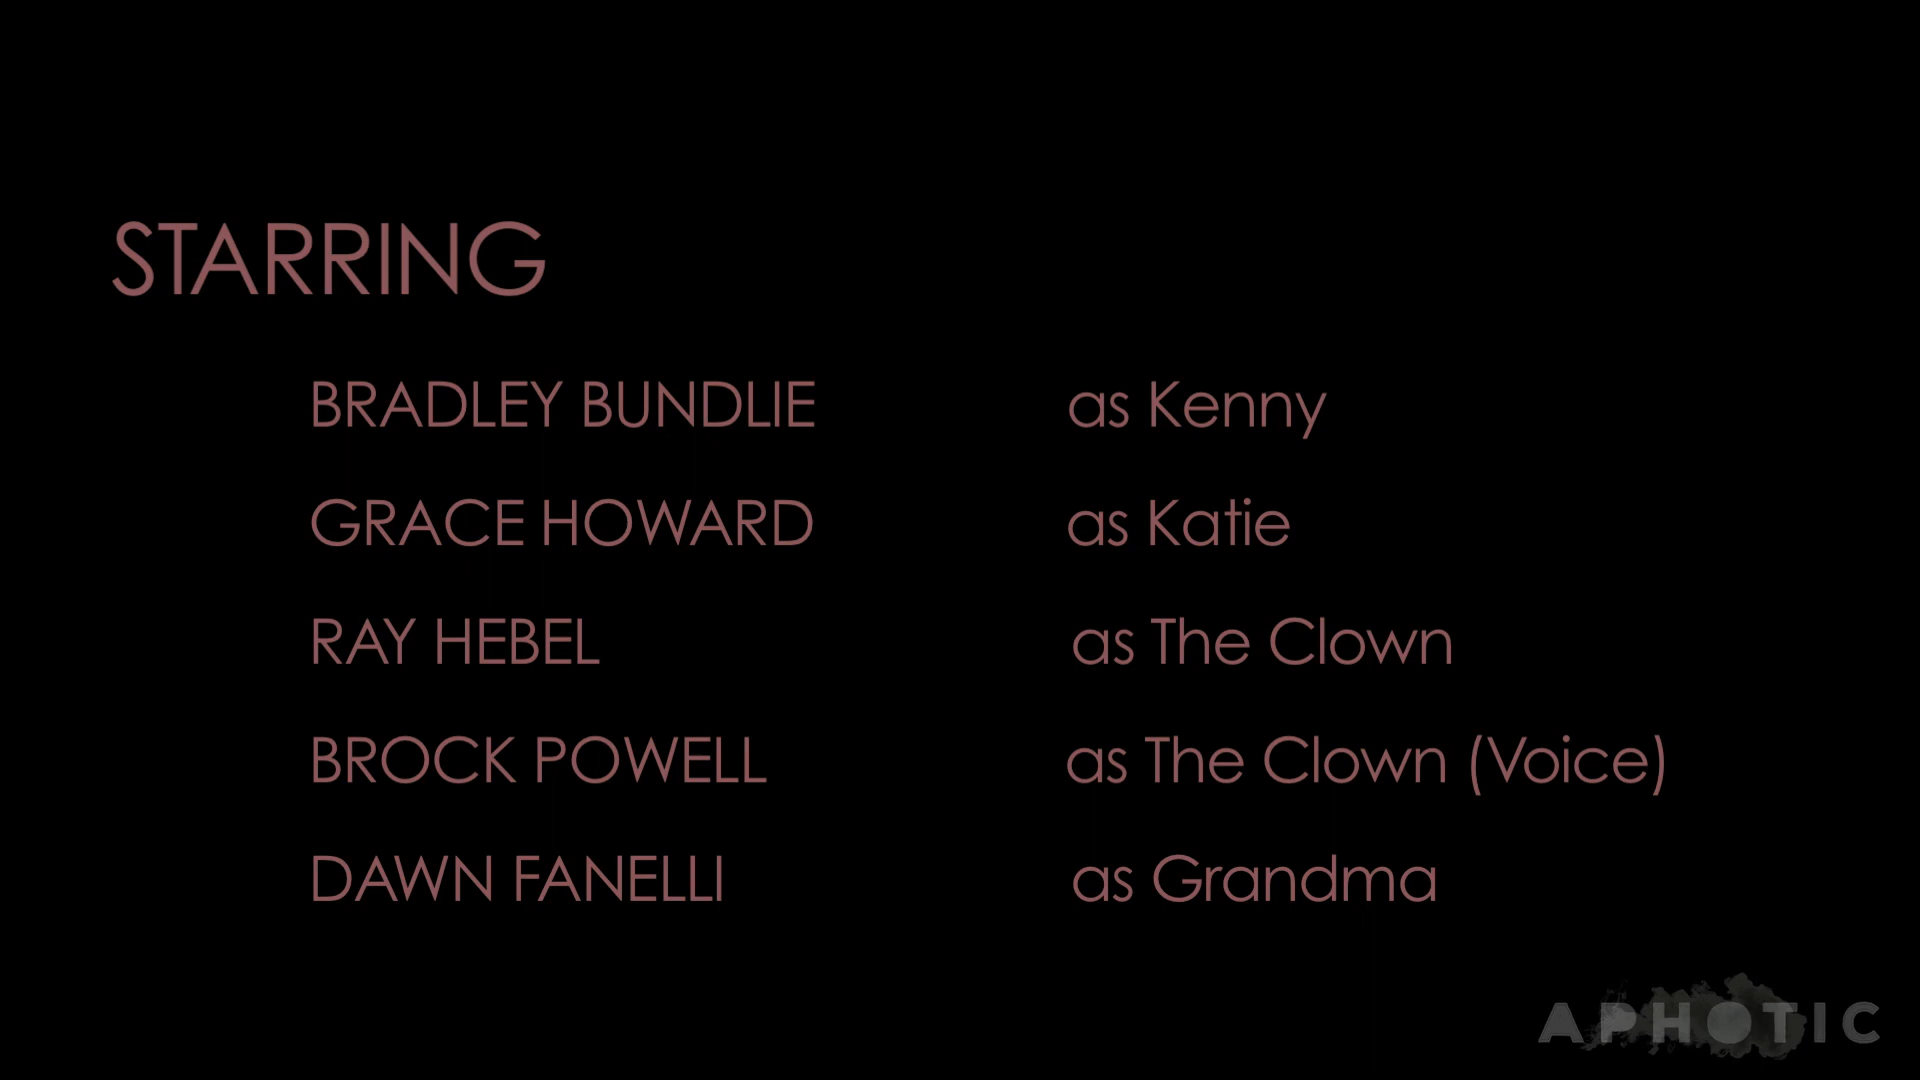 STARRING
BRADLEY BUNDLIE as Kenny
GRACE HOWARD as Katie
RAY HEBEL as The Clown
BROCK POWELL as The Clown (Voice)
DAWN FANELLI as Grandma
APHOTIC